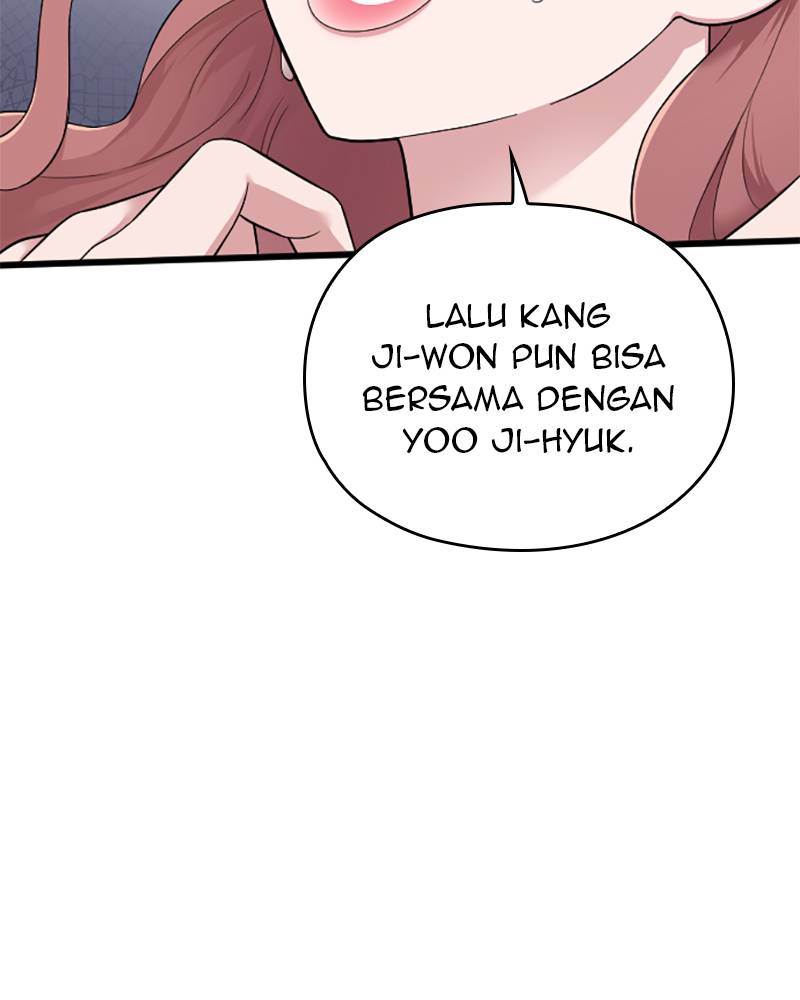 LALU KANG
JI-WON PUN BISA
BERSAMA DENGAN
YOO JI-HYUK.